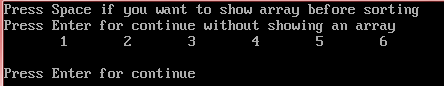 Press Space if you want to show array before sorting
Press Enter for continue without showing an array
1 2 3 4 5 6
Press Enter for continue